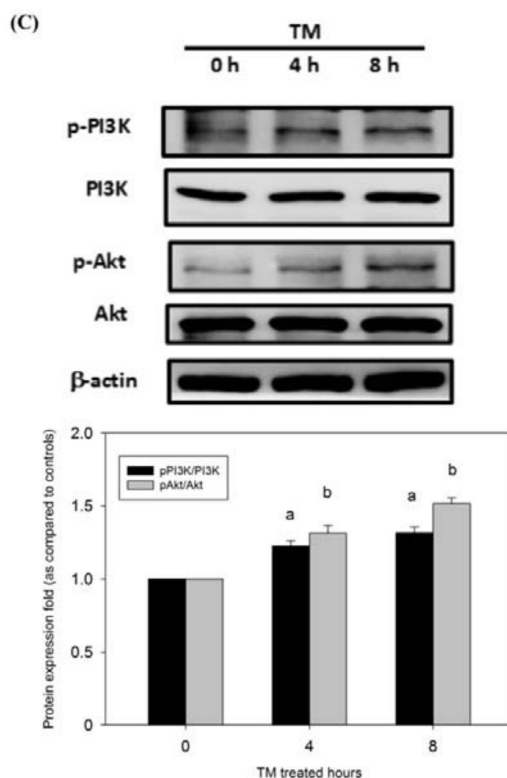 (C)
TM
0 h 4 h 8 h
p-PI3K
PI3K
p-Akt
Akt
β-actin
2.0
pPI3K/PI3K
pAkt/Akt
b
b
1.5
a
a
1.0
0.5
0
0 4 8
TM treated hours
Protein expression fold (as compared to controls)